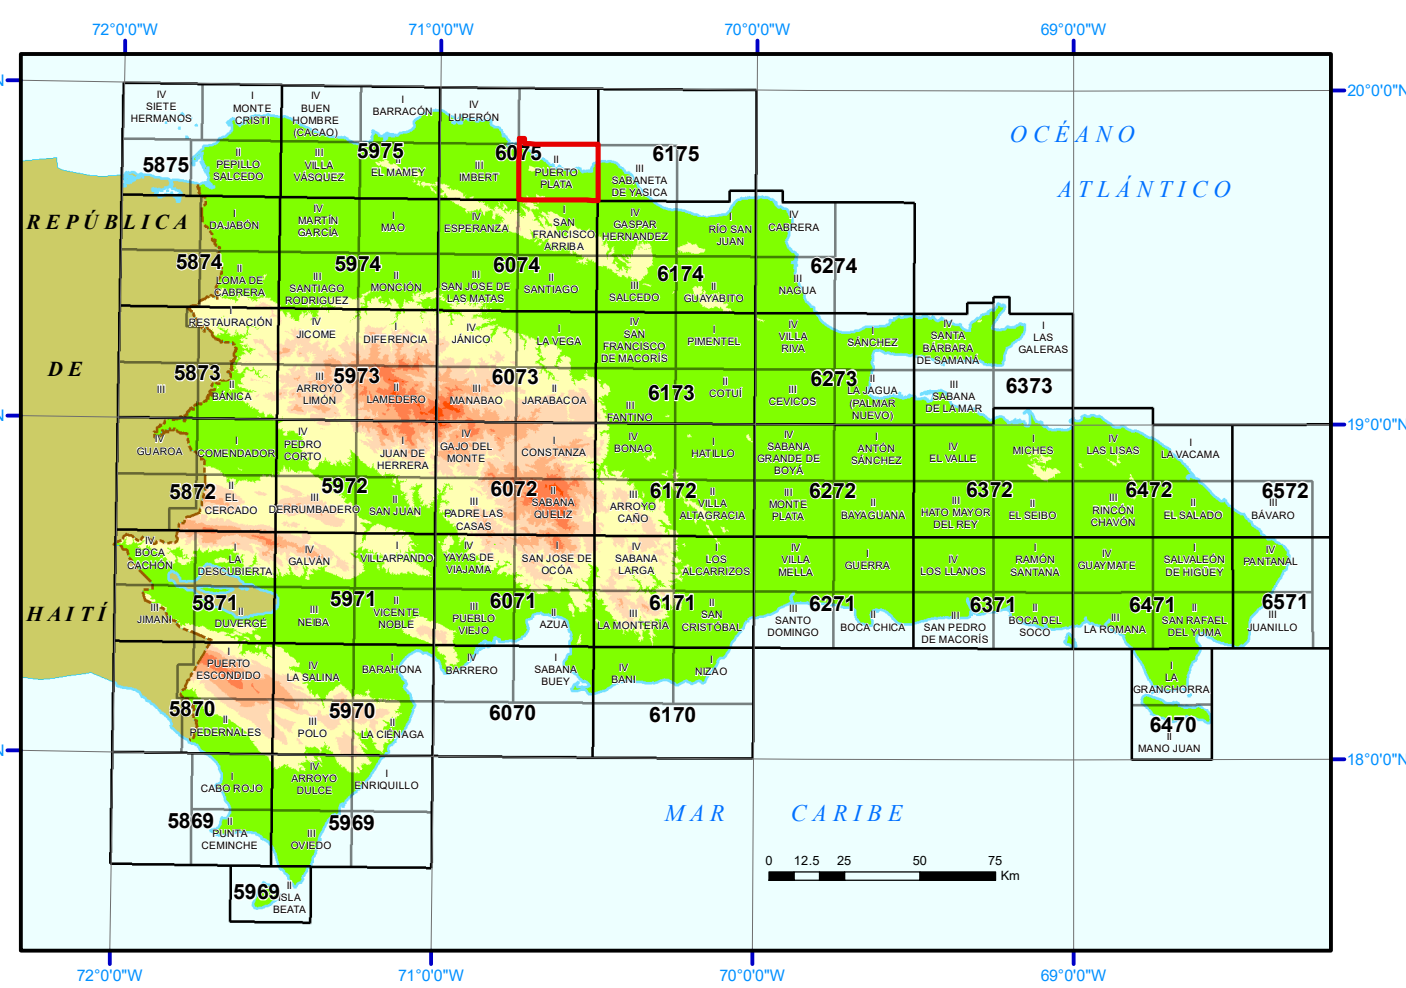 72°0'0"W
71°0'0"W
70°0'0"W
69°0'0"W
20°0'0"N
OCÉANO
ATLÁNTICO
IV
SIETE
HERMANOS
I
MONTE
CRISTI
IV
BUEN
HOMBRE
(CACAO)
I
BARRACÓN
IV
LUPERÓN
5875
II
PEPILLO
SALCEDO
III
VILLA
VÁSQUEZ
5975
II
EL MAMEY
6075
III
IMBERT
II
PUERTO
PLATA
6175
III
SABANETA
DE YASICA
REPÚBLICA
I
DAJABÓN
IV
MARTÍN
GARCÍA
I
MAO
IV
ESPERANZA
I
SAN
FRANCISCO
ARRIBA
IV
GASPAR
HERNANDEZ
I
RÍO SAN
JUAN
IV
CABRERA
5874
II
LOMA DE
CABRERA
5974
III
SANTIAGO
RODRIGUEZ
II
MONCIÓN
6074
III
SAN JOSE DE
LAS MATAS
II
SANTIAGO
6174
III
SALCEDO
II
GUAYABITO
6274
III
NAGUA
I
RESTAURACIÓN
IV
JICOME
I
DIFERENCIA
IV
JÁNICO
I
LA VEGA
IV
SAN
FRANCISCO
DE MACORÍS
I
PIMENTEL
IV
VILLA
RIVA
I
SÁNCHEZ
IV
SANTA
BÁRBARA
DE SAMANÁ
I
LAS
GALERAS
DE
5873
III
II
BÁNICA
5973
III
ARROYO
LIMÓN
II
LAMEDERO
6073
III
MANABAO
II
JARABACOA
6173
III
FANTINO
II
COTUÍ
6273
III
CEVICOS
II
LA JAGUA
(PALMAR
NUEVO)
6373
III
SABANA
DE LA MAR
19°0'0"N
IV
GUAROA
I
COMENDADOR
IV
PEDRO
CORTO
I
JUAN DE
HERRERA
IV
GAJO DEL
MONTE
I
CONSTANZA
IV
BONAO
I
HATILLO
IV
SABANA
GRANDE DE
BOYÁ
I
ANTÓN
SÁNCHEZ
IV
EL VALLE
I
MICHES
IV
LAS LISAS
I
LA VACAMA
5872
II
EL
CERCADO
5972
III
DERRUMBADERO
II
SAN JUAN
6072
III
PADRE LAS
CASAS
II
SABANA
QUELIZ
6172
III
ARROYO
CAÑO
II
VILLA
ALTAGRACIA
6272
III
MONTE
PLATA
II
BAYAGUANA
6372
III
HATO MAYOR
DEL REY
II
EL SEIBO
6472
III
RINCÓN
CHAVÓN
II
EL SALADO
6572
III
BÁVARO
IV
BOCA
CACHÓN
I
LA
DESCUBIERTA
IV
GALVÁN
I
VILLARPANDO
IV
YAYAS DE
VIAJAMA
I
SAN JOSE DE
OCÓA
IV
SABANA
LARGA
I
LOS
ALCARRIZOS
IV
VILLA
MELLA
I
GUERRA
IV
LOS LLANOS
I
RAMÓN
SANTANA
IV
GUAYMATE
I
SALVALEÓN
DE HIGÜEY
IV
PANTANAL
HAITÍ
5871
III
JIMANÍ
II
DUVERGÉ
5971
III
NEIBA
II
VICENTE
NOBLE
6071
III
PUEBLO
VIEJO
II
AZUA
6171
III
LA MONTERÍA
II
SAN
CRISTÓBAL
6271
III
SANTO
DOMINGO
II
BOCA CHICA
6371
III
SAN PEDRO
DE MACORÍS
II
BOCA DEL
SOCO
6471
III
LA ROMANA
II
SAN RAFAEL
DEL YUMA
6571
III
JUANILLO
I
PUERTO
ESCONDIDO
IV
LA SALINA
I
BARAHONA
IV
BARRERO
I
SABANA
BUEY
IV
BANI
I
NIZAO
I
LA
GRANCHORRA
5870
II
PEDERNALES
5970
III
POLO
II
LA CIÉNAGA
6070
6170
6470
II
MANO JUAN
18°0'0"N
I
CABO ROJO
IV
ARROYO
DULCE
I
ENRIQUILLO
MAR CARIBE
5869
II
PUNTA
CEMINCHE
5969
III
OVIEDO
5969
II
ISLA
BEATA
0 12.5 25 50 75
Km
72°0'0"W
71°0'0"W
70°0'0"W
69°0'0"W